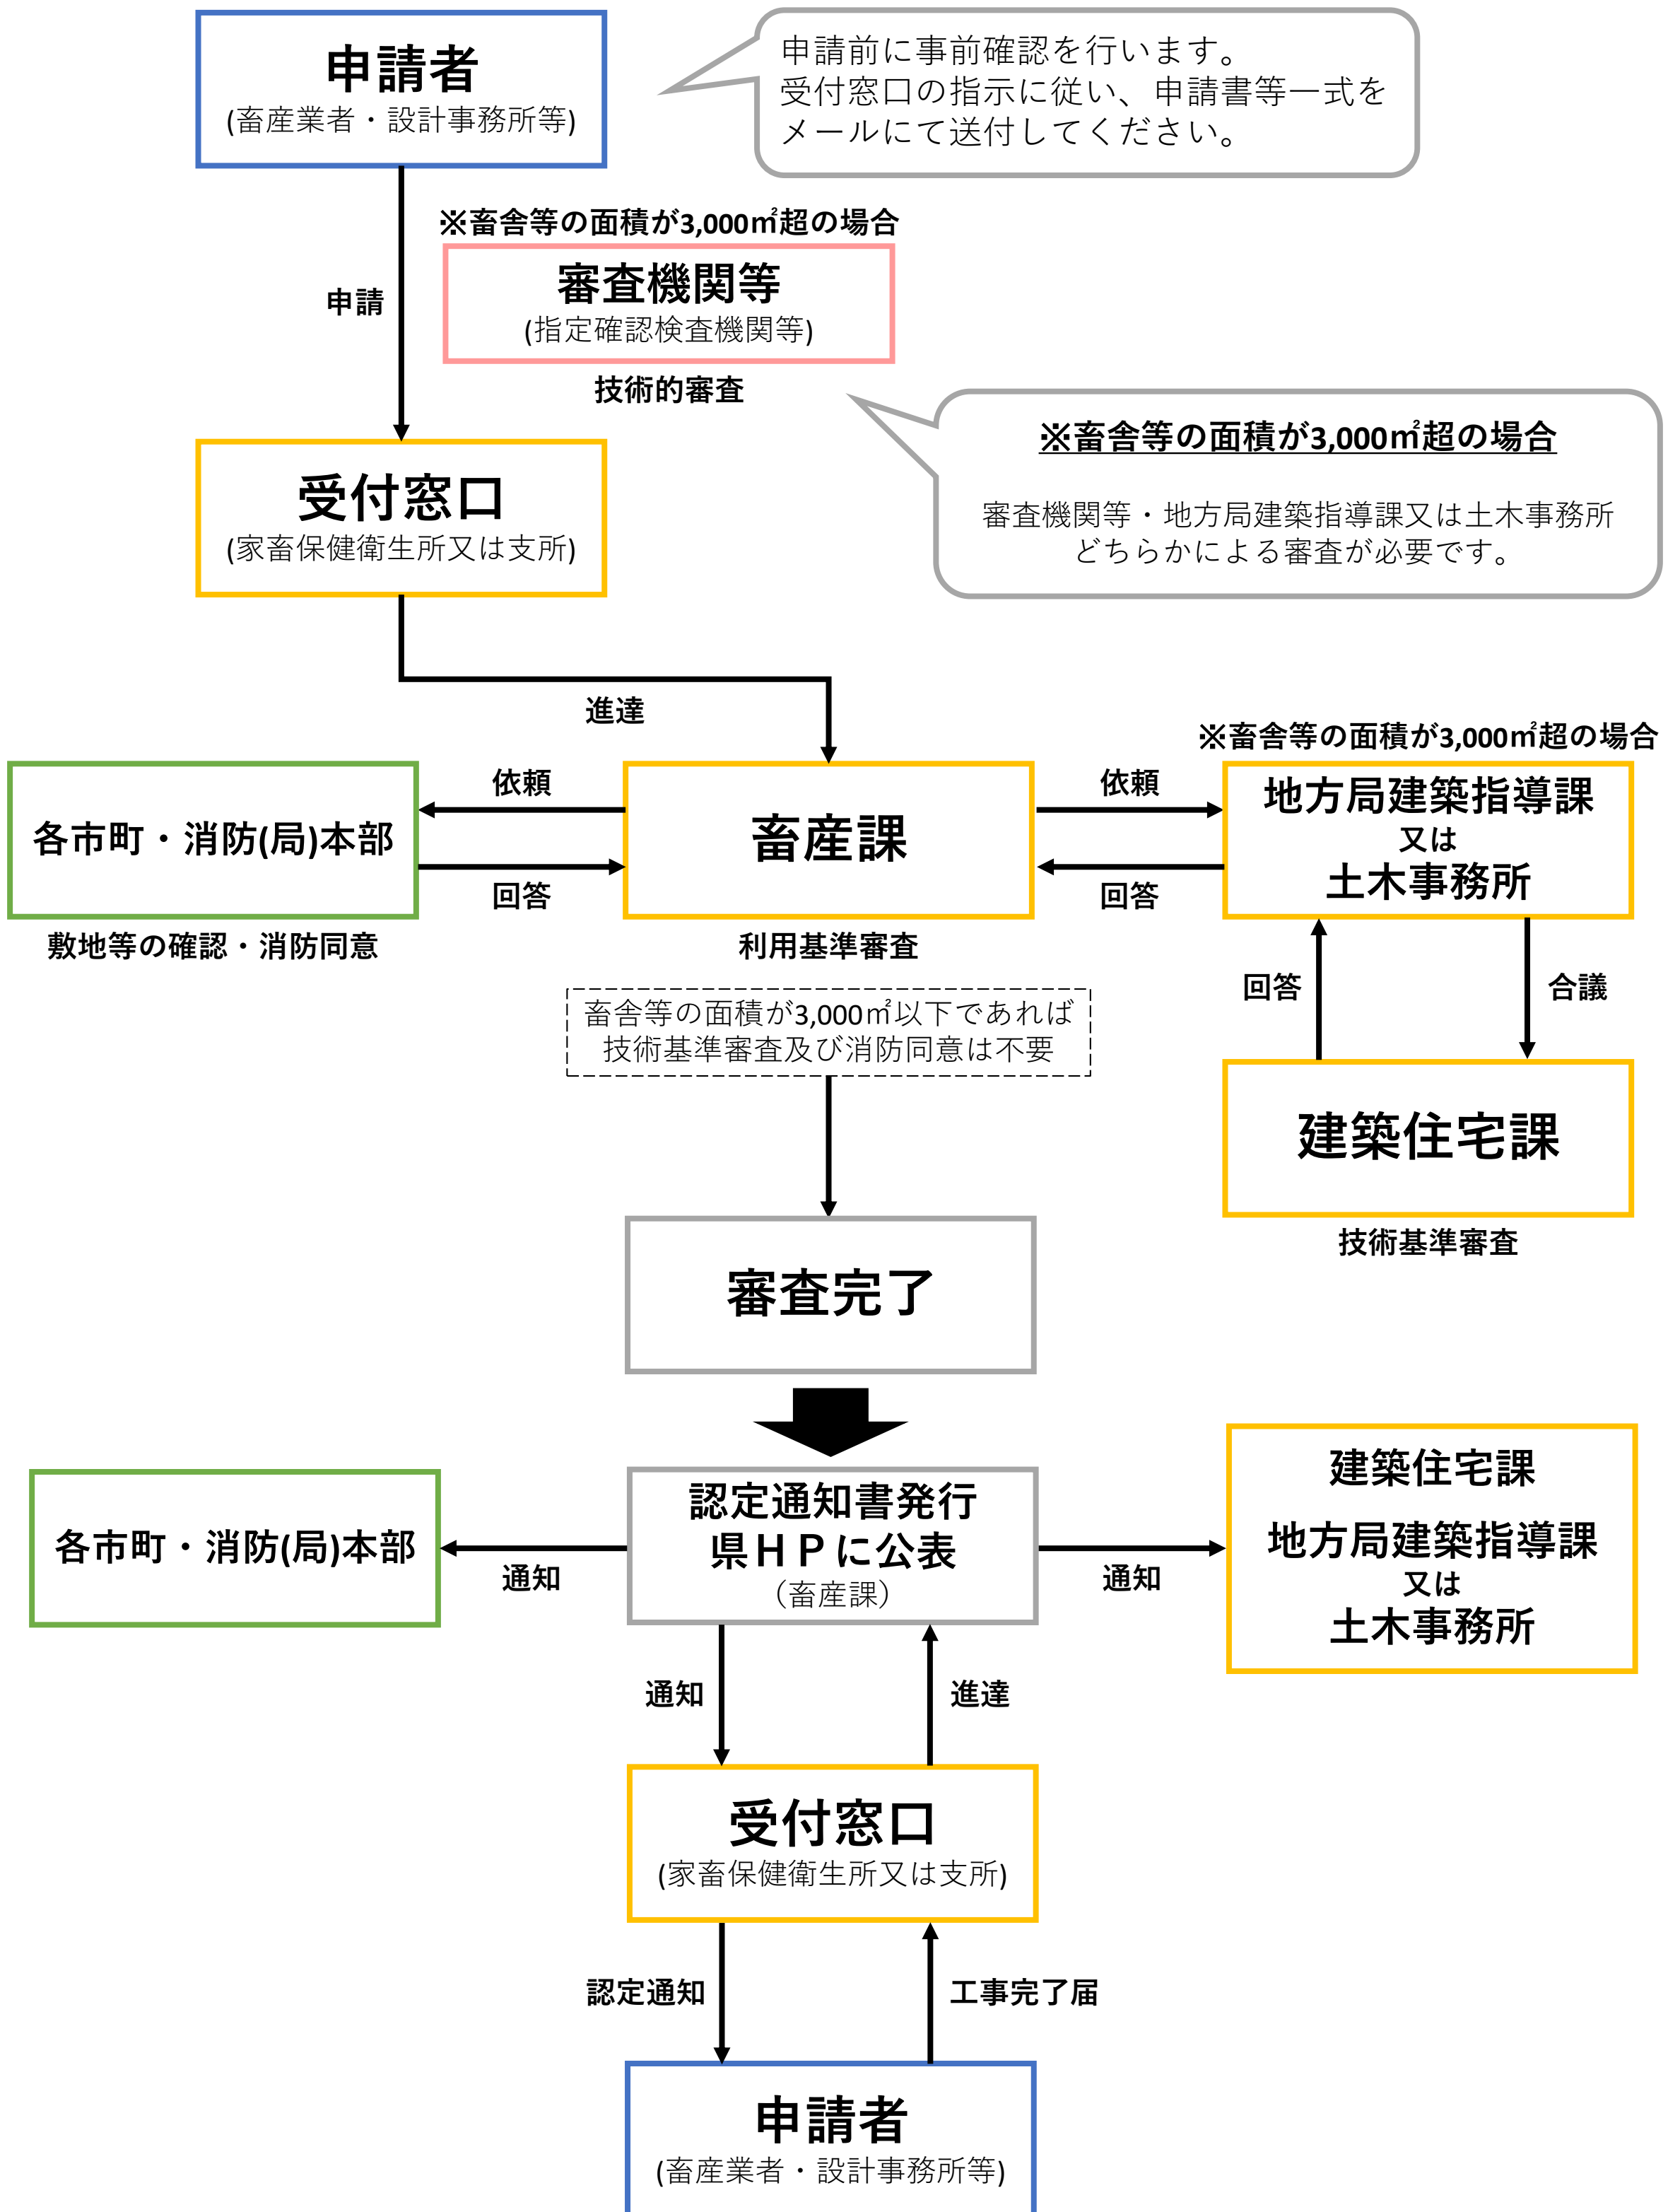 申請者
(畜産業者・設計事務所等)
申請前に事前確認を行います。
受付窓口の指示に従い、申請書等一式を
メールにて送付してください。
※畜舎等の面積が3,000㎡超の場合
審査機関等
(指定確認検査機関等)
技術的審査
申請
※畜舎等の面積が3,000㎡超の場合
審査機関等・地方局建築指導課又は土木事務所
どちらかによる審査が必要です。
受付窓口
(家畜保健衛生所又は支所)
進達
※畜舎等の面積が3,000㎡超の場合
各市町・消防(局)本部
敷地等の確認・消防同意
依頼
回答
畜産課
利用基準審査
依頼
回答
地方局建築指導課
又は
土木事務所
回答
合議
畜舎等の面積が3,000㎡以下であれば
技術基準審査及び消防同意は不要
建築住宅課
技術基準審査
審査完了
各市町・消防(局)本部
通知
認定通知書発行
県ＨＰに公表
（畜産課）
通知
建築住宅課
地方局建築指導課
又は
土木事務所
通知
進達
受付窓口
(家畜保健衛生所又は支所)
認定通知
工事完了届
申請者
(畜産業者・設計事務所等)